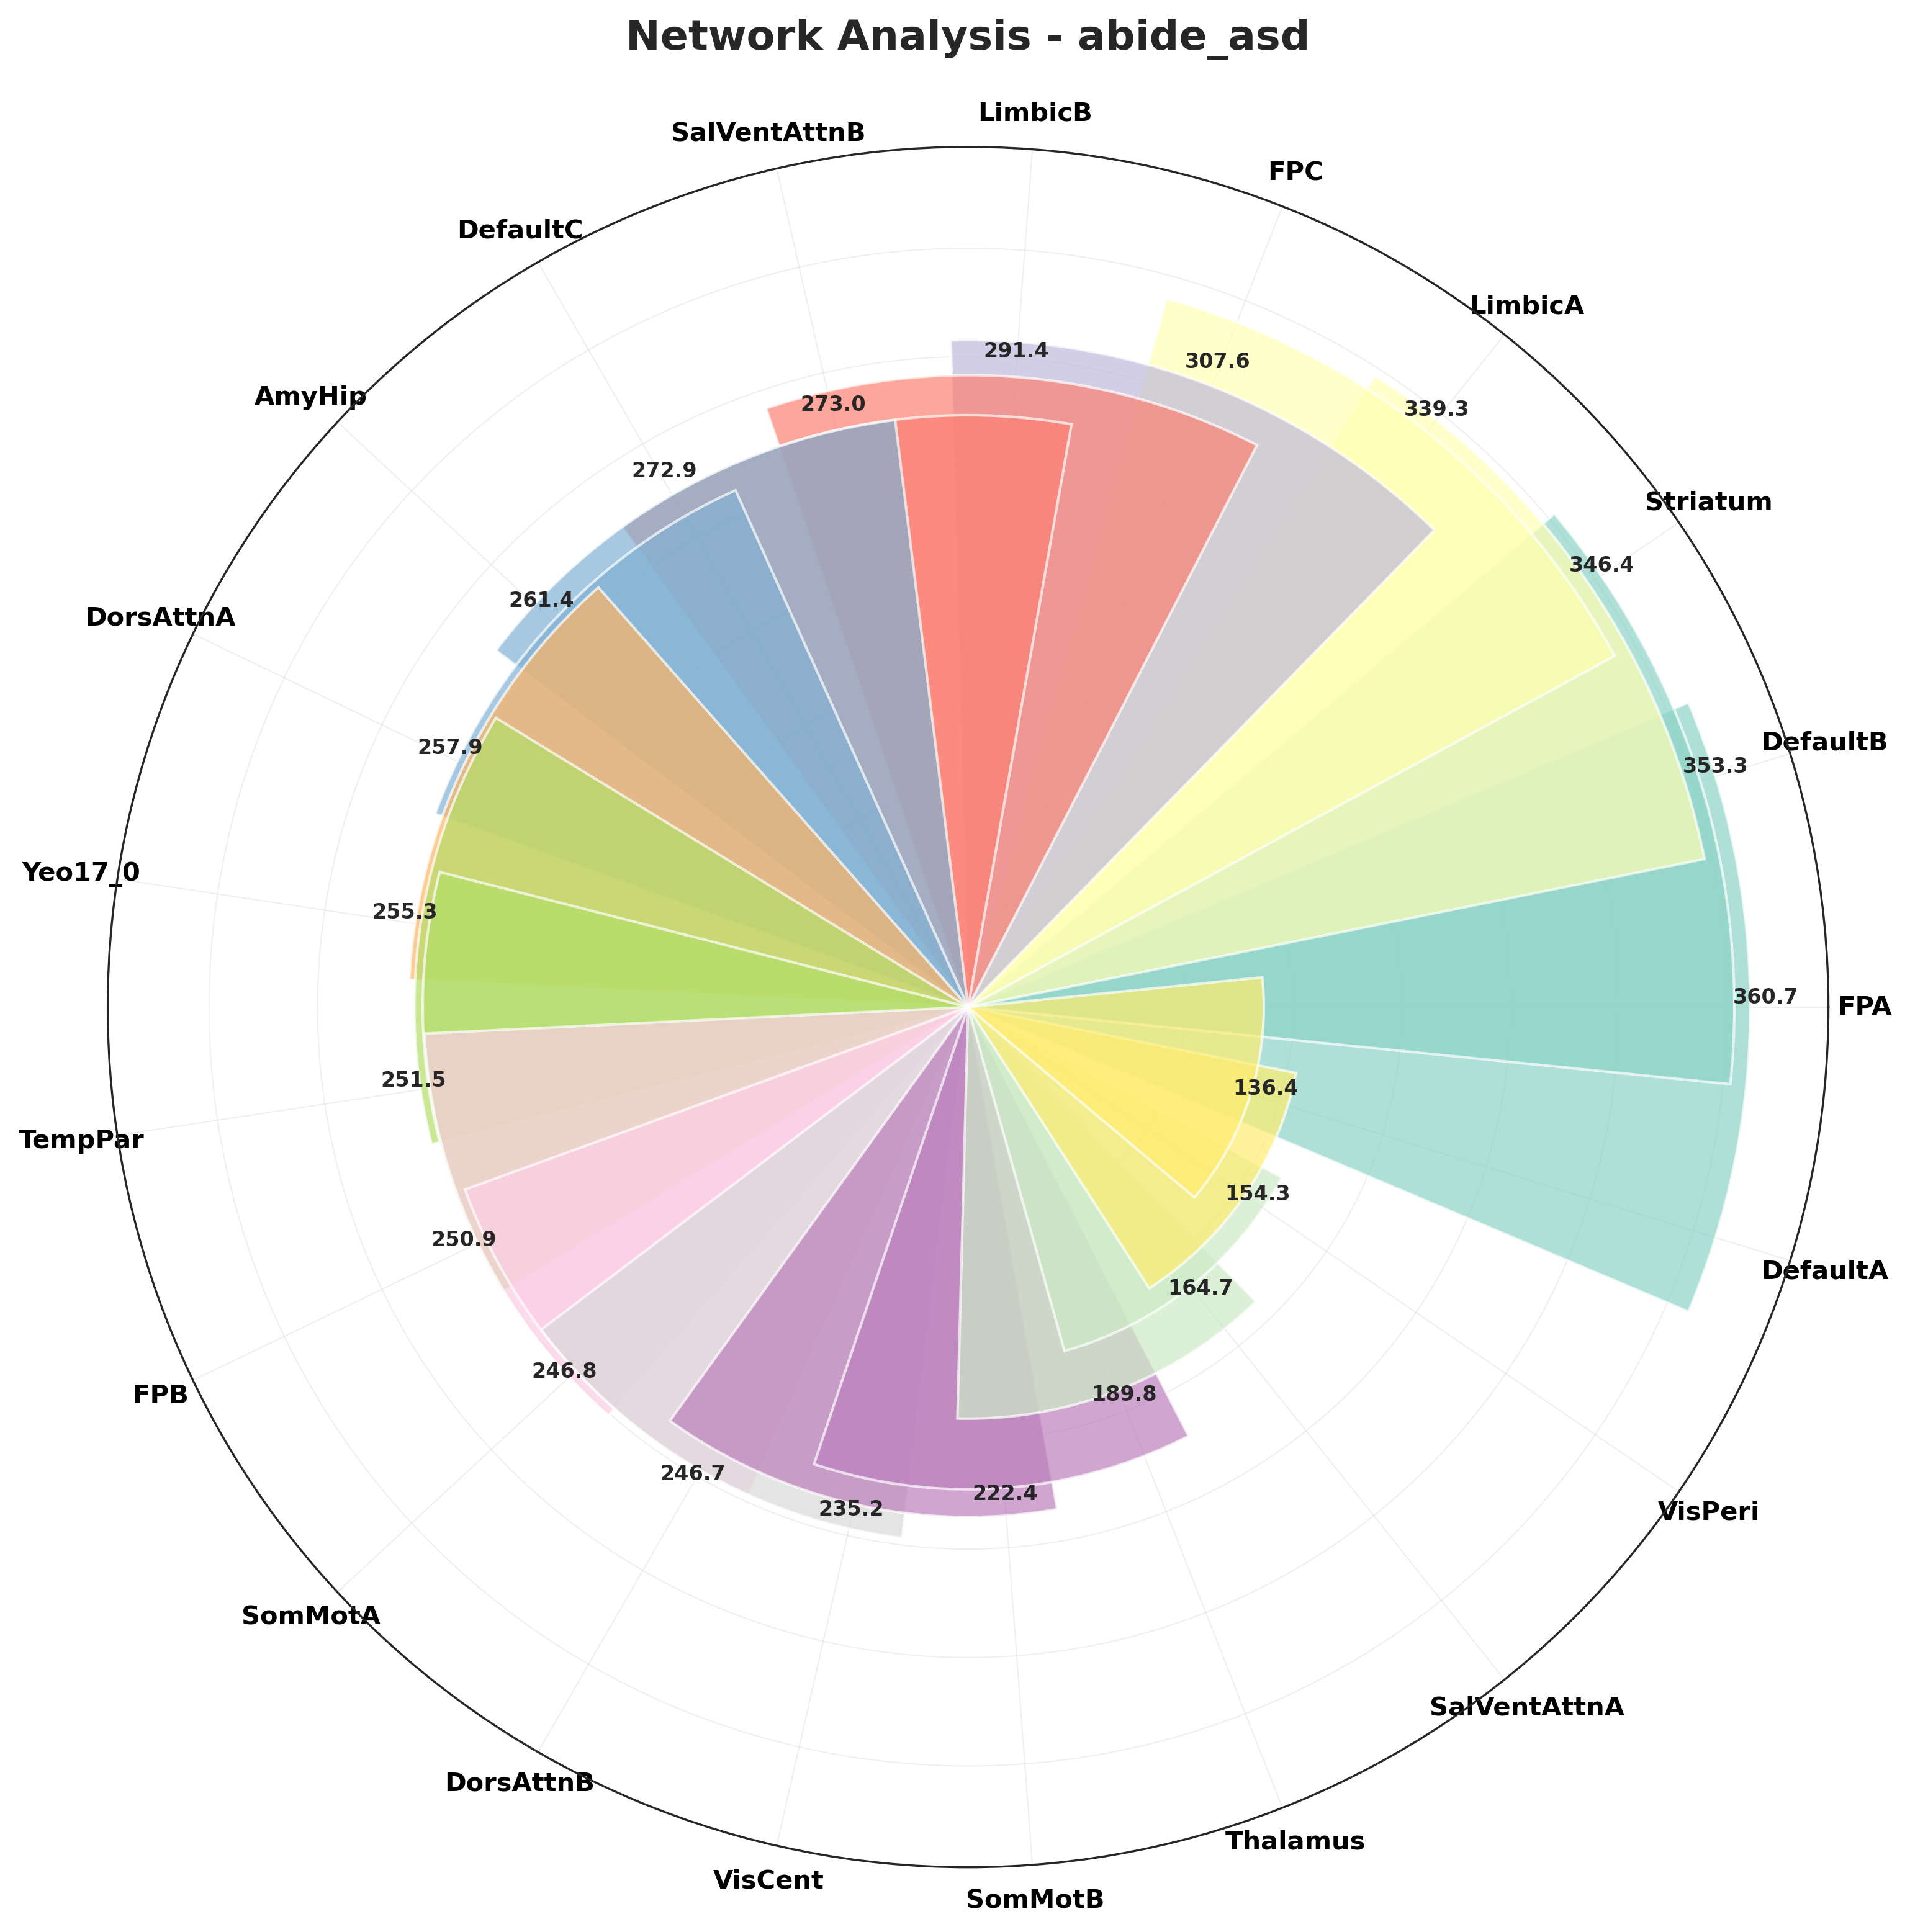 Network Analysis - abide_asd
LimbicB
SalVentAttnB
FPC
DefaultC
LimbicA
AmyHip
Striatum
DorsAttnA
DefaultB
Yeo17_0
FPA
TempPar
DefaultA
FPB
VisPeri
SomMotA
SalVentAttnA
DorsAttnB
Thalamus
VisCent
SomMotB
291.4
307.6
273.0
339.3
272.9
346.4
261.4
257.9
353.3
255.3
360.7
251.5
136.4
154.3
250.9
164.7
246.8
189.8
246.7
222.4
235.2